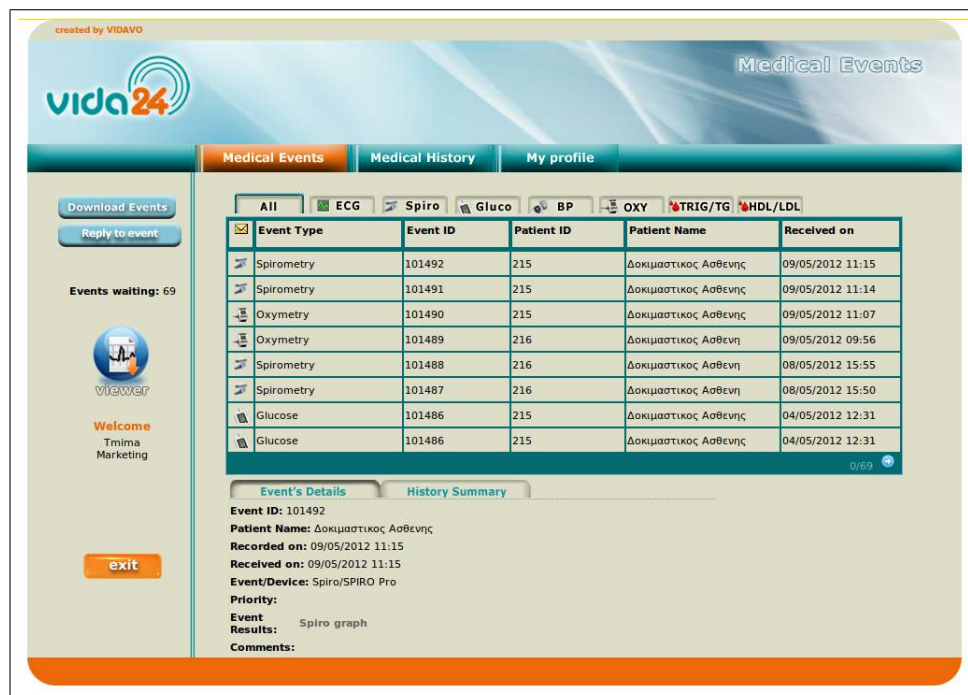 created by VIDAVO
vida24
Medical Events
Medical Events Medical History My profile
Download Events
Reply to event
Events waiting: 69
viewer
Welcome
Tmima
Marketing
exit
All ECG Spiro Gluco BP OXY TRIG/TG HDL/LDL
Event Type Event ID Patient ID Patient Name Received on
Spirometry 101492 215 Δοκιμαστικος Ασθενης 09/05/2012 11:15
Spirometry 101491 215 Δοκιμαστικος Ασθενης 09/05/2012 11:14
Oxymetry 101490 215 Δοκιμαστικος Ασθενης 09/05/2012 11:07
Oxymetry 101489 216 Δοκιμαστικος Ασθενη 09/05/2012 09:56
Spirometry 101488 216 Δοκιμαστικος Ασθενη 08/05/2012 15:55
Spirometry 101487 216 Δοκιμαστικος Ασθενη 08/05/2012 15:50
Glucose 101486 215 Δοκιμαστικος Ασθενης 04/05/2012 12:31
Glucose 101486 215 Δοκιμαστικος Ασθενης 04/05/2012 12:31
0/69
Event's Details History Summary
Event ID: 101492
Patient Name: Δοκιμαστικος Ασθενης
Recorded on: 09/05/2012 11:15
Received on: 09/05/2012 11:15
Event/Device: Spiro/SPIRO Pro
Priority:
Event
Results: Spiro graph
Comments: